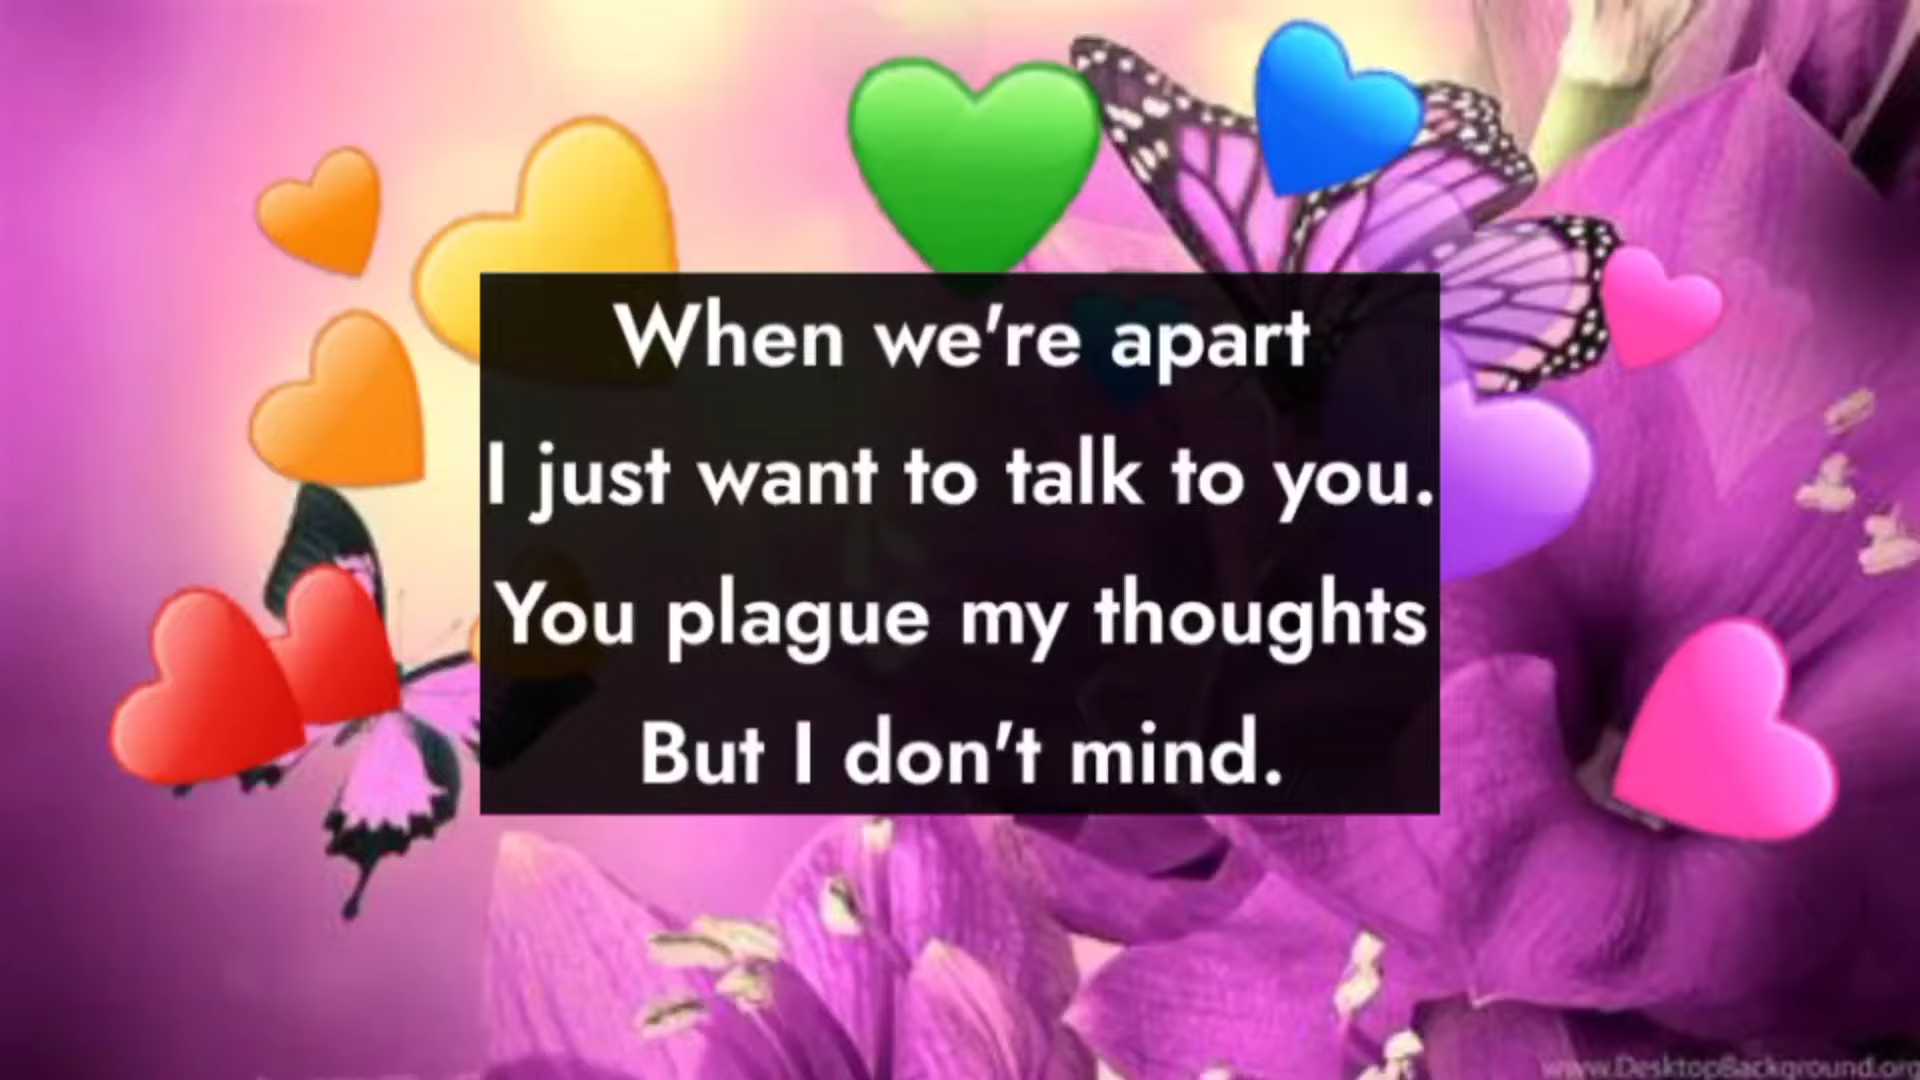 When we're apart
I just want to talk to you.
You plague my thoughts
But I don't mind.
www.DesktopBackground.org